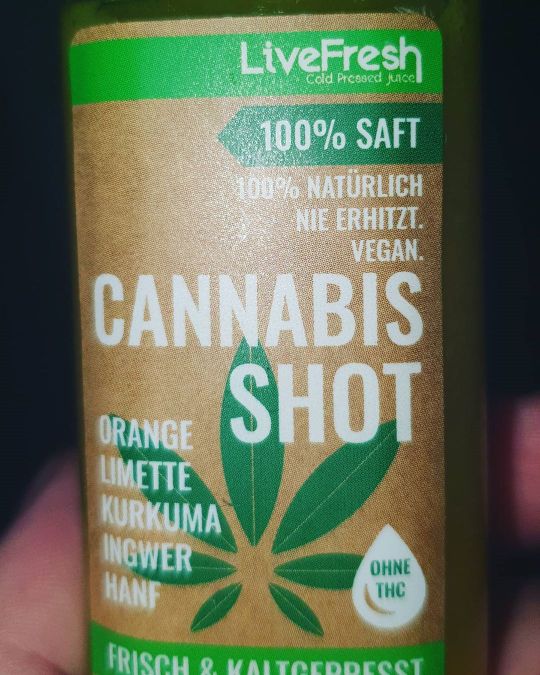 LiveFresh
Cold Pressed Juice
100% SAFT
100% NATÜRLICH
NIE ERHITZT.
VEGAN.
CANNABIS
SHOT
ORANGE
LIMETTE
KURKUMA
INGWER
HANF
OHNE
THC
FRISCH & KALTGEPRESST